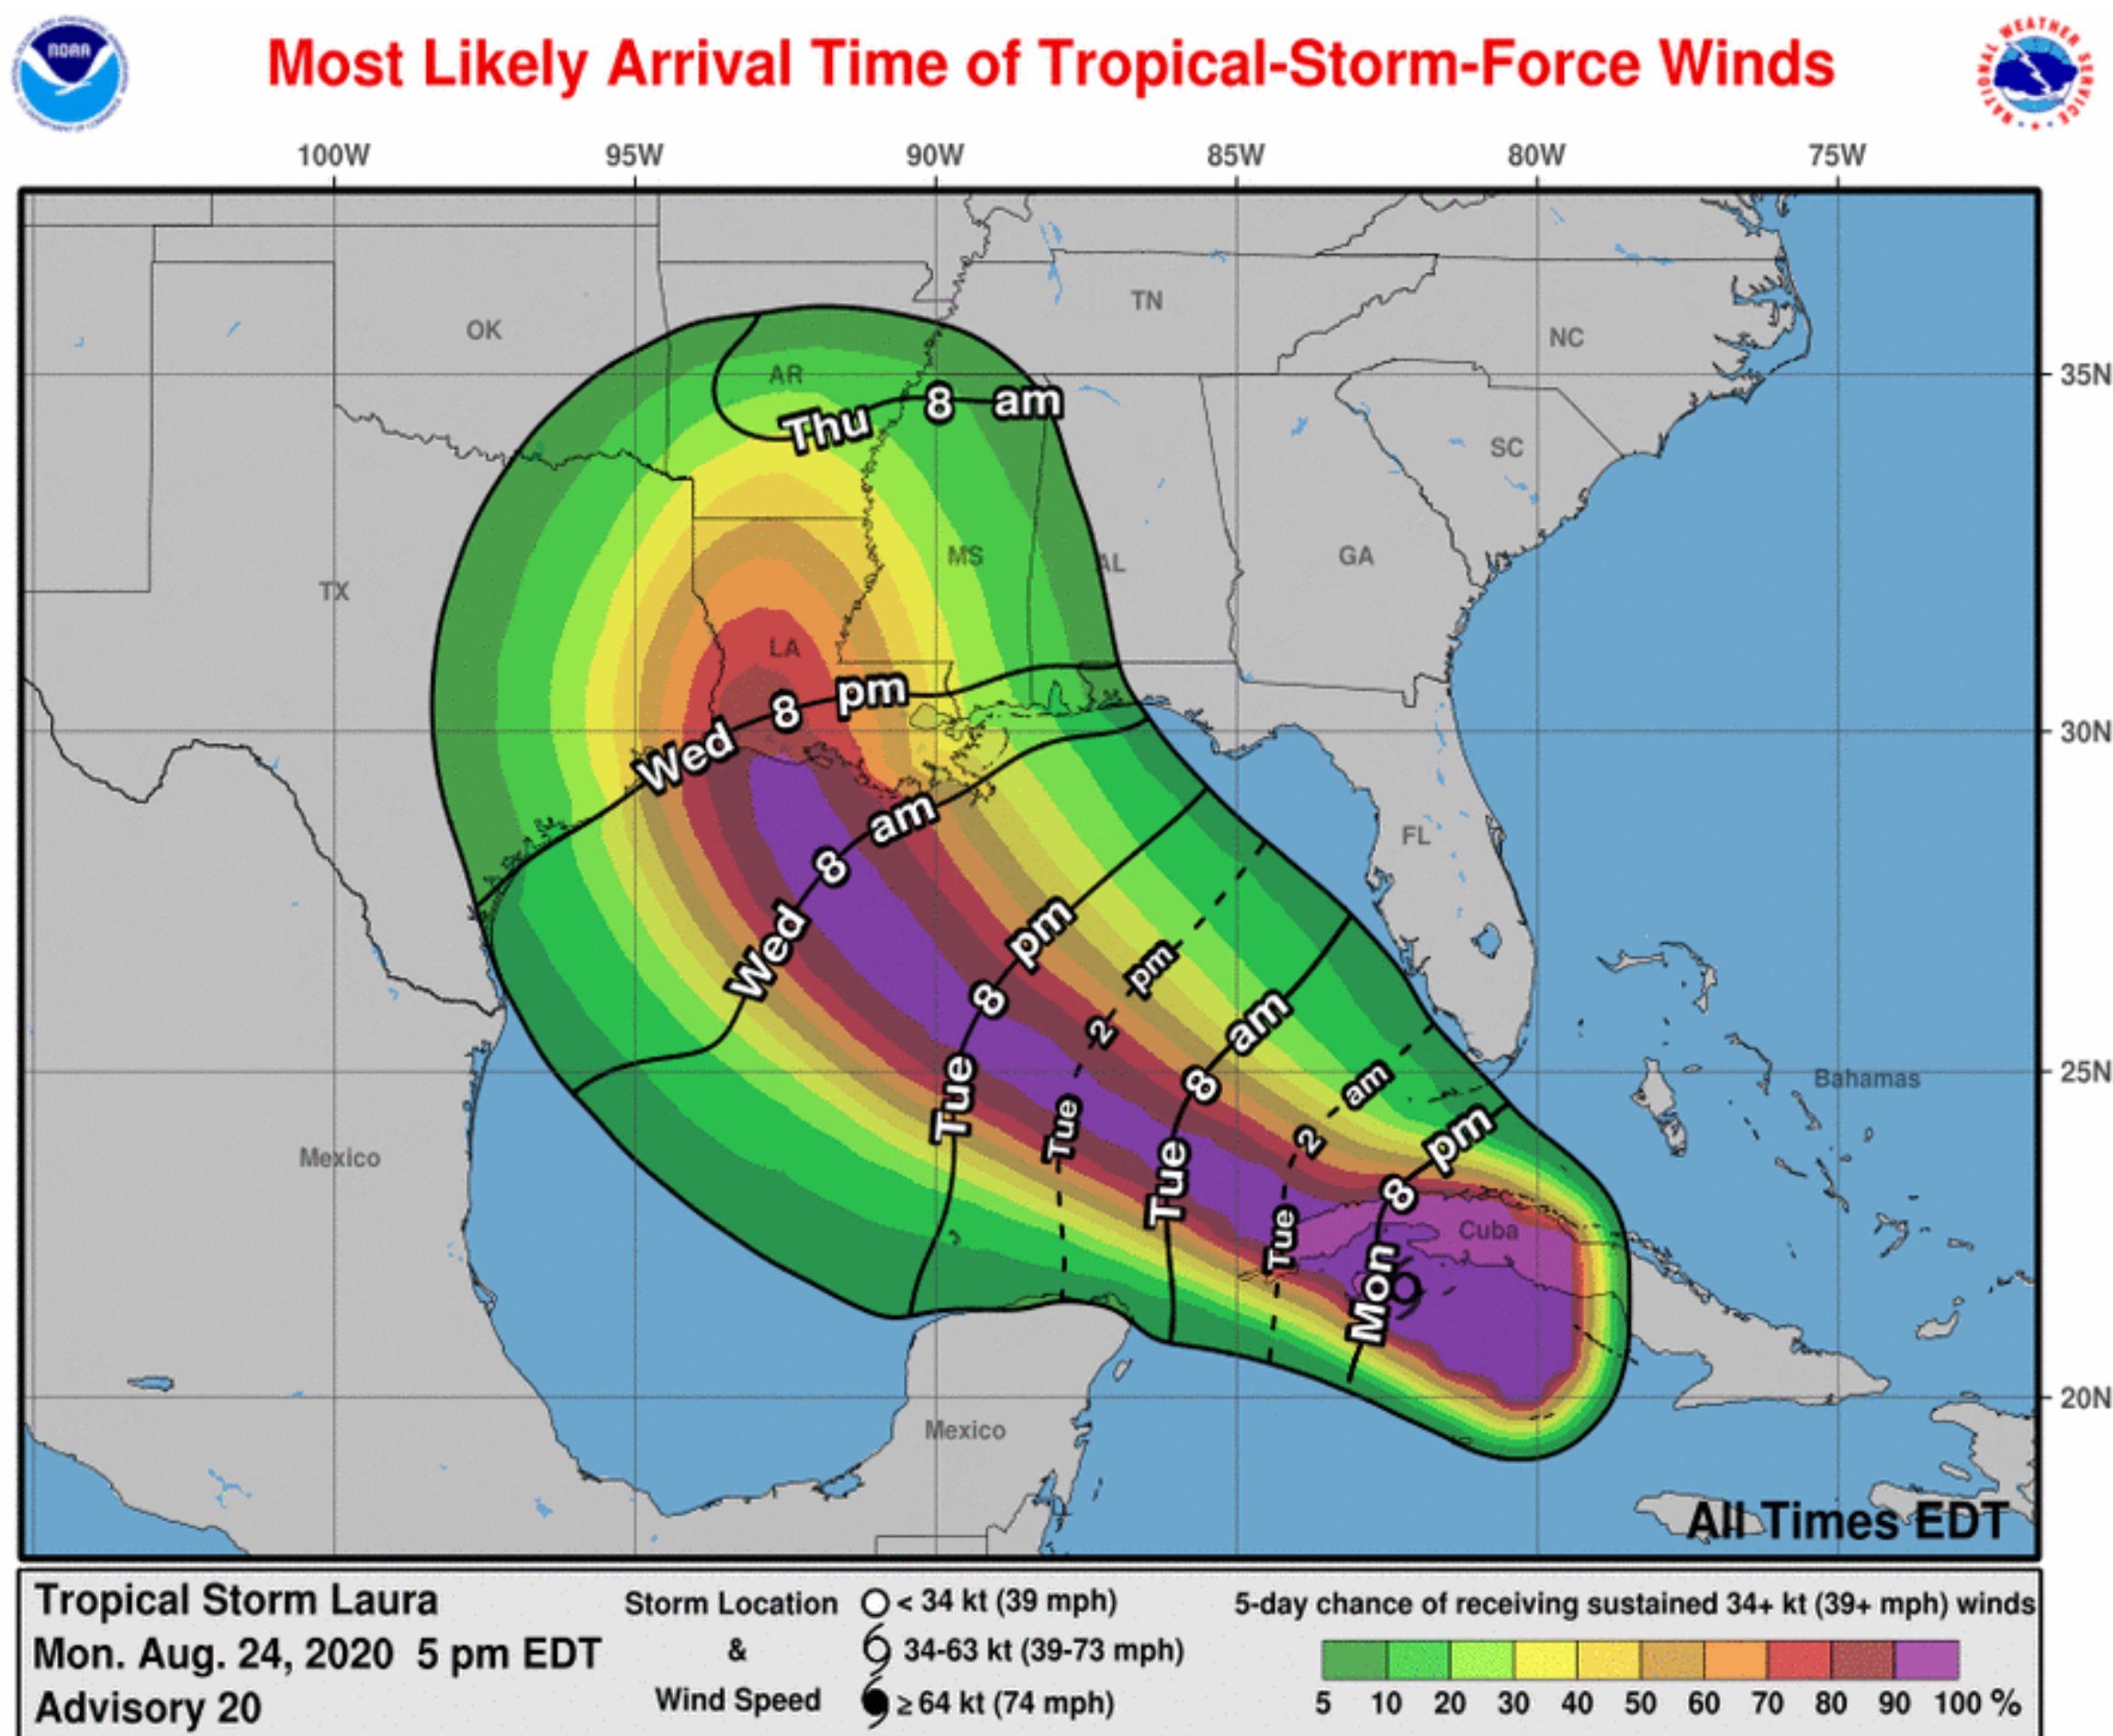 NOAA
Most Likely Arrival Time of Tropical-Storm-Force Winds
NATIONAL WEATHER SERVICE
100W 95W 90W 85W 80W 75W
TN
OK
NC
35N
AR
Thu 8 am
SC
MS
AL
GA
TX
LA
8 pm
Wed
30N
8 am
FL
Wed
pm
8
pm
2
am
8
Tue
Tue
am
2
Tue
25N
Bahamas
pm
8
Mexico
Cuba
Tue
Mon
20N
Mexico
All Times EDT
Tropical Storm Laura
Mon. Aug. 24, 2020 5 pm EDT
Advisory 20
Storm Location
&
Wind Speed
< 34 kt (39 mph)
34-63 kt (39-73 mph)
≥ 64 kt (74 mph)
5-day chance of receiving sustained 34+ kt (39+ mph) winds
5 10 20 30 40 50 60 70 80 90 100 %